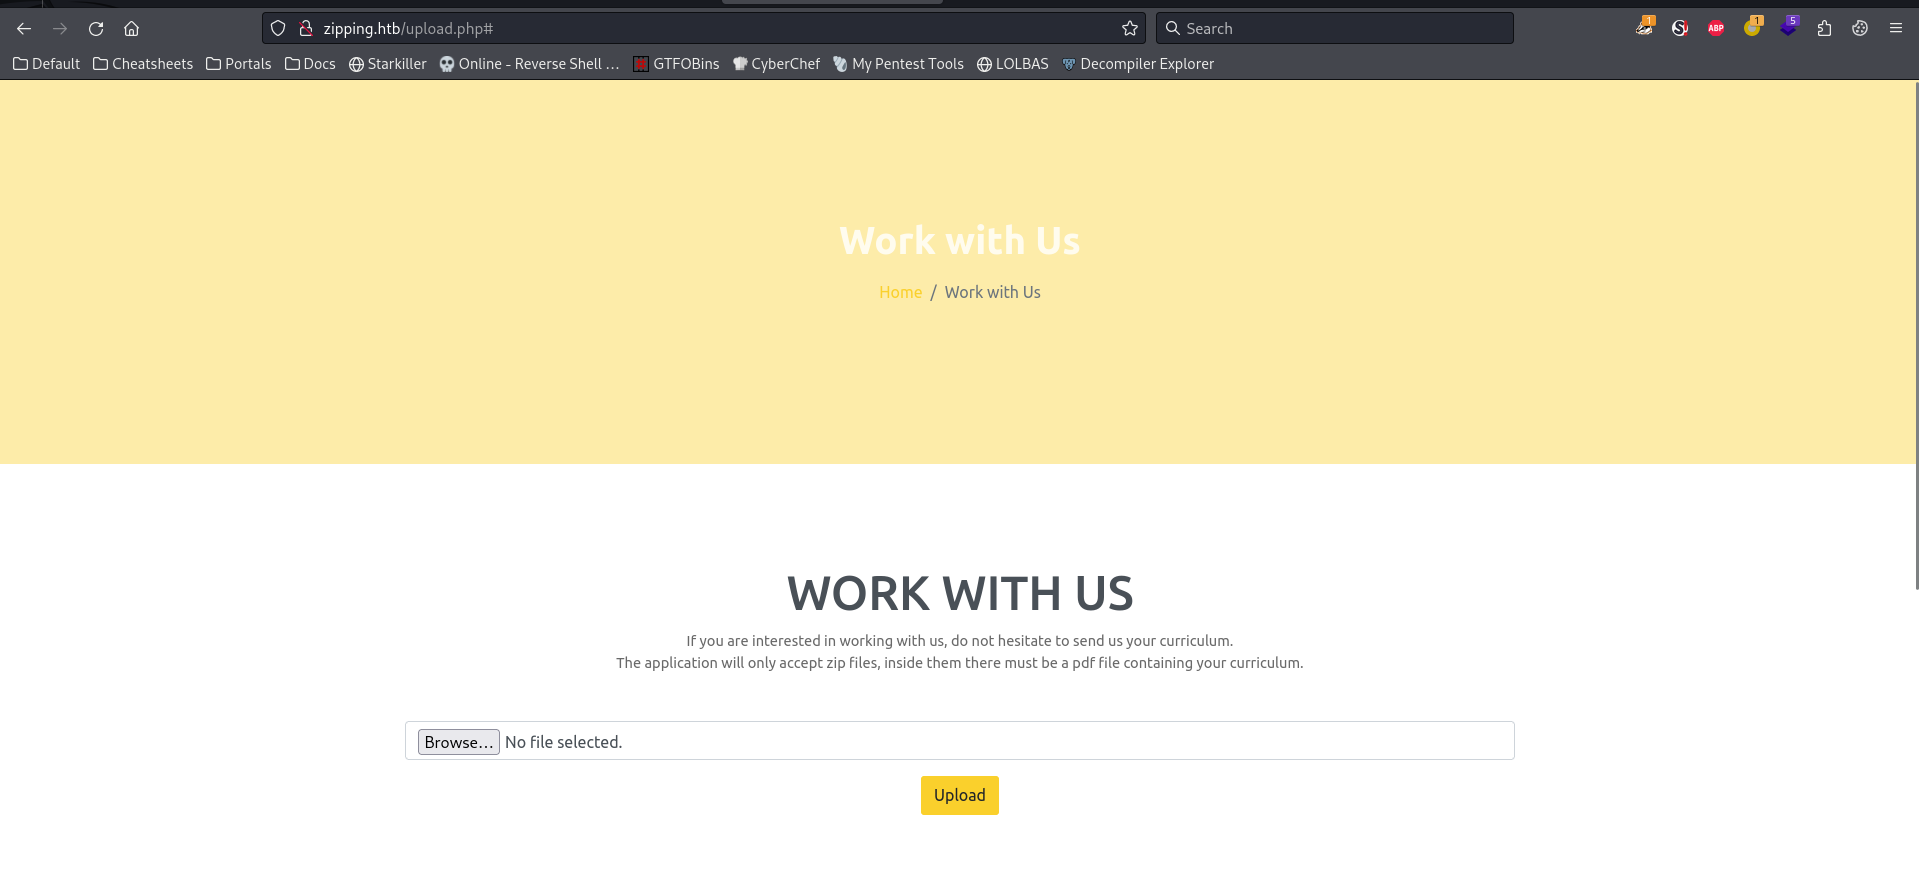 zipping.htb/upload.php#
Search
1
ABP
1
5
Default Cheatsheets Portals Docs Starkiller Online - Reverse Shell ... GTFOBins CyberChef My Pentest Tools LOLBAS Decompiler Explorer
Work with Us
Home / Work with Us
WORK WITH US
If you are interested in working with us, do not hesitate to send us your curriculum.
The application will only accept zip files, inside them there must be a pdf file containing your curriculum.
Browse... No file selected.
Upload